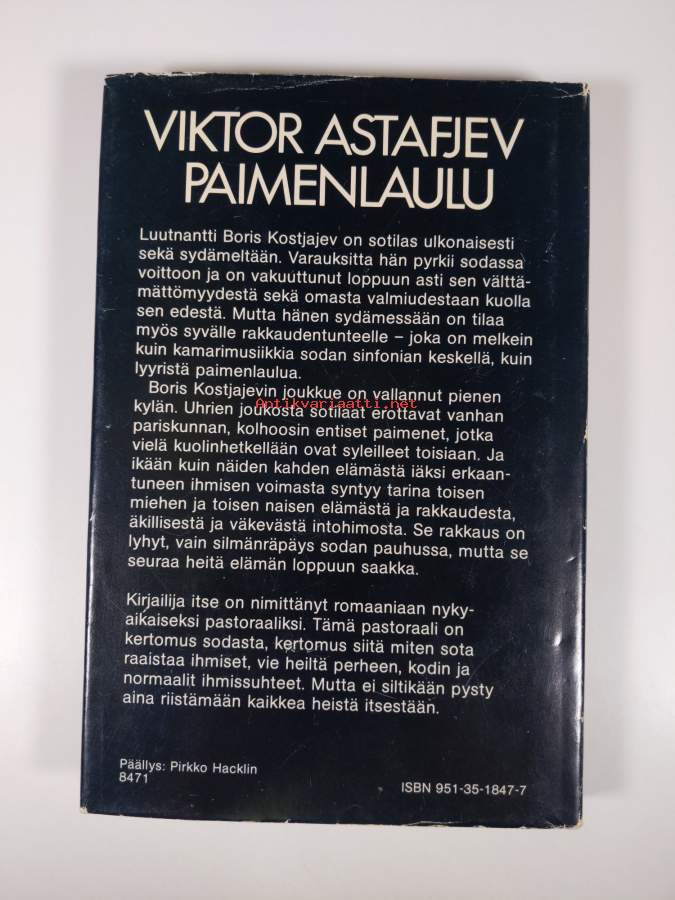 VIKTOR ASTAFJEV
PAIMENLAULU
Luutnantti Boris Kostjajev on sotilas ulkonaisesti
sekä sydämeltään. Varauksitta hän pyrkii sodassa
voittoon ja on vakuuttunut loppuun asti sen välttä-
mättömyydestä sekä omasta valmiudestaan kuolla
sen edestä. Mutta hänen sydämessään on tilaa
myös syvälle rakkaudentunteelle – joka on melkein
kuin kamarimusiikkia sodan sinfonian keskellä, kuin
lyyristä paimenlaulua.
Boris Kostjajevin joukkue on vallannut pienen
Antikvariaatti.net
kylän. Uhrien joukosta sotilaat erottavat vanhan
pariskunnan, kolhoosin entiset paimenet, jotka
vielä kuolinhetkellään ovat syleilleet toisiaan. Ja
ikään kuin näiden kahden elämästä iäksi erkaan-
tuneen ihmisen voimasta syntyy tarina toisen
miehen ja toisen naisen elämästä ja rakkaudesta,
äkillisestä ja väkevästä intohimosta. Se rakkaus on
lyhyt, vain silmänräpäys sodan pauhussa, mutta se
seuraa heitä elämän loppuun saakka.
Kirjailija itse on nimittänyt romaaniaan nyky-
aikaiseksi pastoraaliksi. Tämä pastoraali on
kertomus sodasta, kertomus siitä miten sota
raaistaa ihmiset, vie heiltä perheen, kodin ja
normaalit ihmissuhteet. Mutta ei siltikään pysty
aina riistämään kaikkea heistä itsestään.
Päällys: Pirkko Hacklin
8471
ISBN 951-35-1847-7